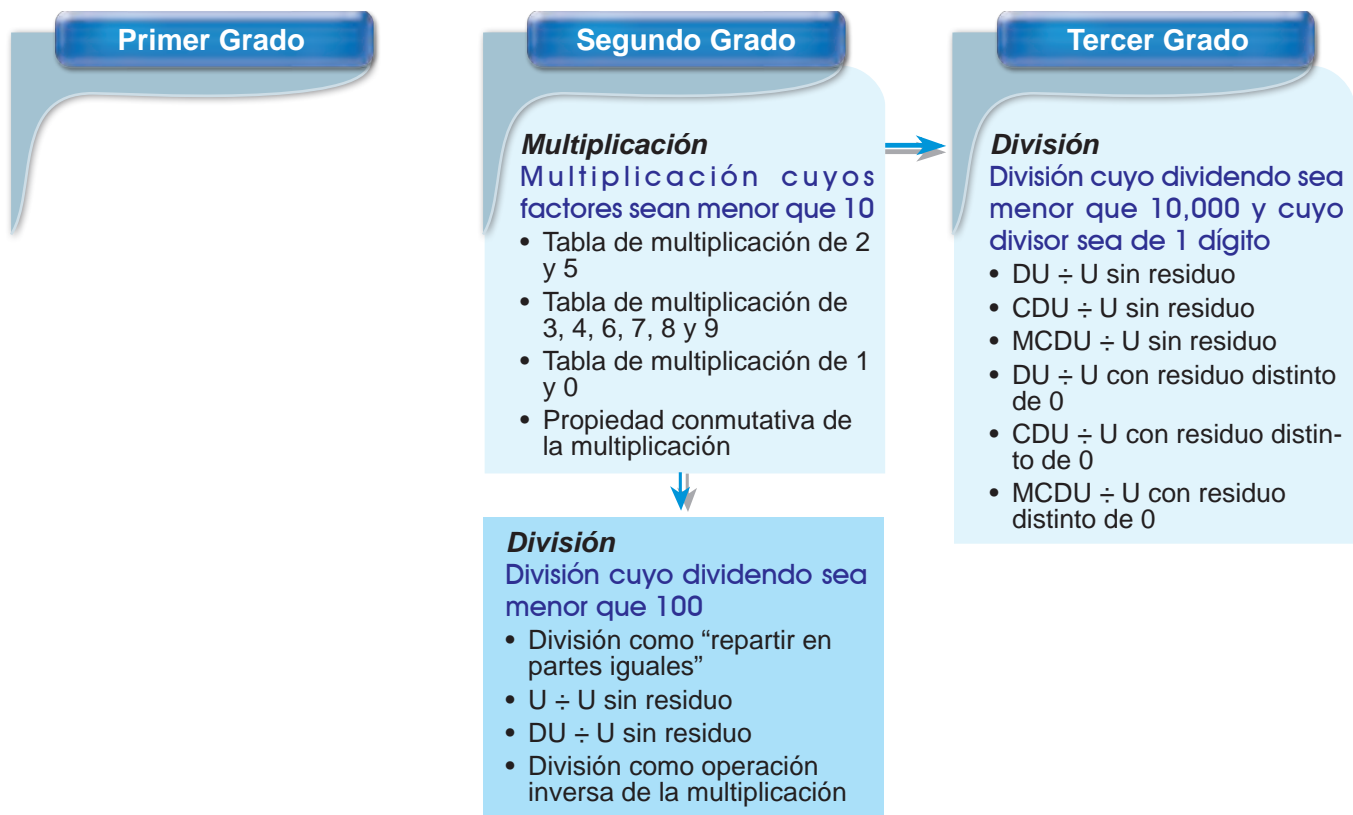 Primer Grado
Segundo Grado
Multiplicación
Multiplicación cuyos
factores sean menor que 10
• Tabla de multiplicación de 2
y 5
• Tabla de multiplicación de
3, 4, 6, 7, 8 y 9
• Tabla de multiplicación de 1
y 0
• Propiedad conmutativa de
la multiplicación
División
División cuyo dividendo sea
menor que 100
• División como “repartir en
partes iguales”
• U ÷ U sin residuo
• DU ÷ U sin residuo
• División como operación
inversa de la multiplicación
Tercer Grado
División
División cuyo dividendo sea
menor que 10,000 y cuyo
divisor sea de 1 dígito
• DU ÷ U sin residuo
• CDU ÷ U sin residuo
• MCDU ÷ U sin residuo
• DU ÷ U con residuo distinto
de 0
• CDU ÷ U con residuo distin-
to de 0
• MCDU ÷ U con residuo
distinto de 0